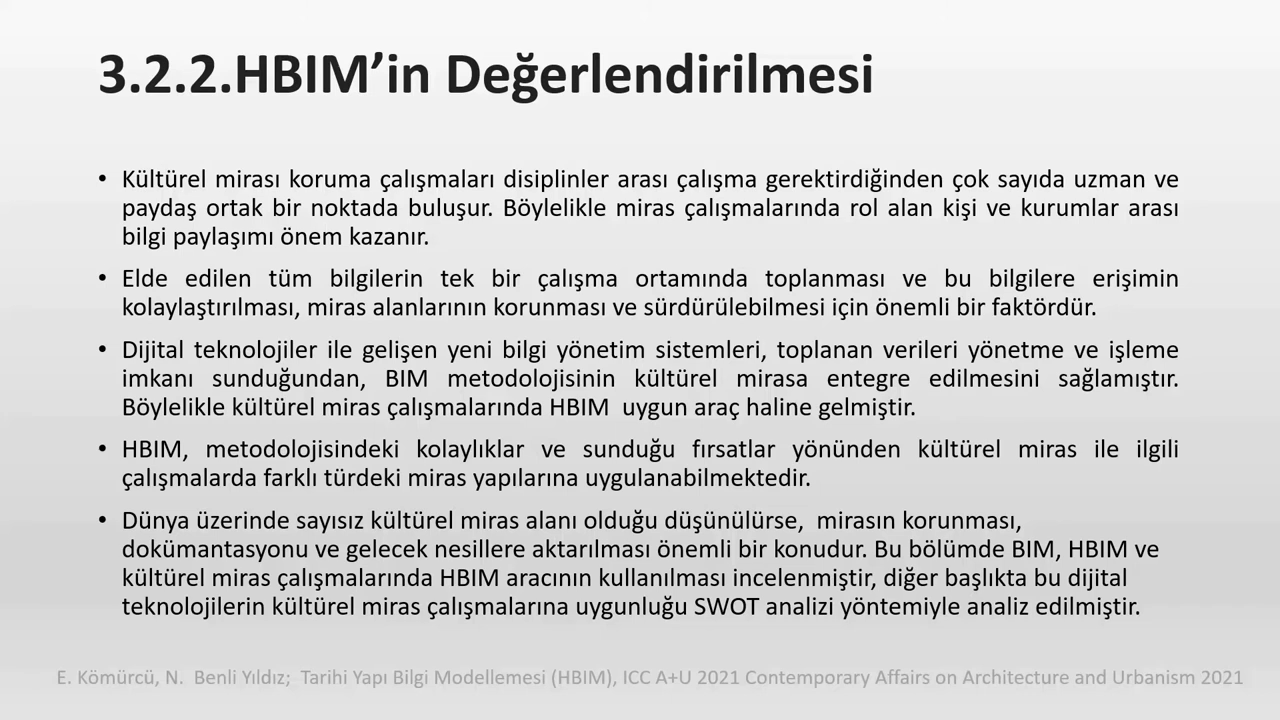 3.2.2.HBIM’in Değerlendirilmesi
• Kültürel mirası koruma çalışmaları disiplinler arası çalışma gerektirdiğinden çok sayıda uzman ve
paydaş ortak bir noktada buluşur. Böylelikle miras çalışmalarında rol alan kişi ve kurumlar arası
bilgi paylaşımı önem kazanır.
• Elde edilen tüm bilgilerin tek bir çalışma ortamında toplanması ve bu bilgilere erişimin
kolaylaştırılması, miras alanlarının korunması ve sürdürülebilmesi için önemli bir faktördür.
• Dijital teknolojiler ile gelişen yeni bilgi yönetim sistemleri, toplanan verileri yönetme ve işleme
imkanı sunduğundan, BIM metodolojisinin kültürel mirasa entegre edilmesini sağlamıştır.
Böylelikle kültürel miras çalışmalarında HBIM  uygun araç haline gelmiştir.
• HBIM, metodolojisindeki kolaylıklar ve sunduğu fırsatlar yönünden kültürel miras ile ilgili
çalışmalarda farklı türdeki miras yapılarına uygulanabilmektedir.
• Dünya üzerinde sayısız kültürel miras alanı olduğu düşünülürse,  mirasın korunması,
dokümantasyonu ve gelecek nesillere aktarılması önemli bir konudur. Bu bölümde BIM, HBIM ve
kültürel miras çalışmalarında HBIM aracının kullanılması incelenmiştir, diğer başlıkta bu dijital
teknolojilerin kültürel miras çalışmalarına uygunluğu SWOT analizi yöntemiyle analiz edilmiştir.
E. Kömürcü, N.  Benli Yıldız;  Tarihi Yapı Bilgi Modellemesi (HBIM), ICC A+U 2021 Contemporary Affairs on Architecture and Urbanism 2021